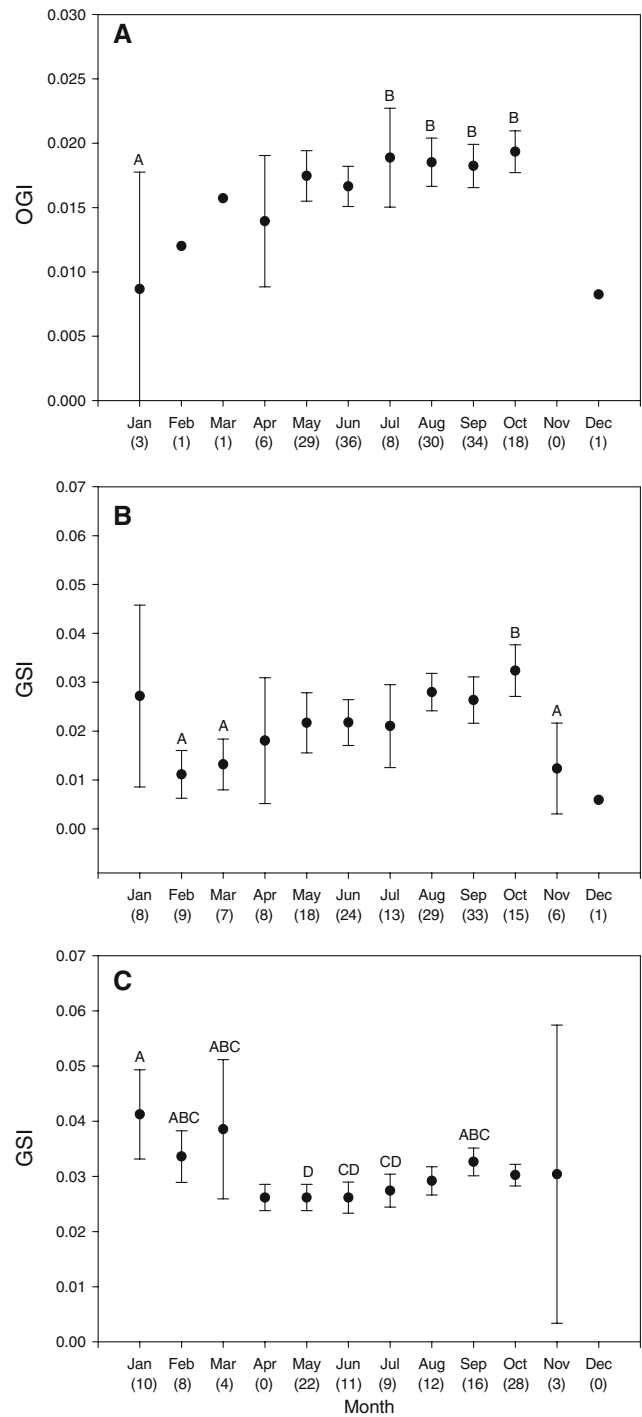 A
0.030
0.025
0.020
0.015
0.010
0.005
0.000
OGI
A B B B B
Jan Feb Mar Apr May Jun Jul Aug Sep Oct Nov Dec
(3) (1) (1) (6) (29) (36) (8) (30) (34) (18) (0) (1)
B
0.07
0.06
0.05
0.04
0.03
0.02
0.01
0.00
GSI
A A B A
Jan Feb Mar Apr May Jun Jul Aug Sep Oct Nov Dec
(8) (9) (7) (8) (18) (24) (13) (29) (33) (15) (6) (1)
C
0.07
0.06
0.05
0.04
0.03
0.02
0.01
0.00
GSI
A ABC ABC D CD CD ABC
Jan Feb Mar Apr May Jun Jul Aug Sep Oct Nov Dec
(10) (8) (4) (0) (22) (11) (9) (12) (16) (28) (3) (0)
Month